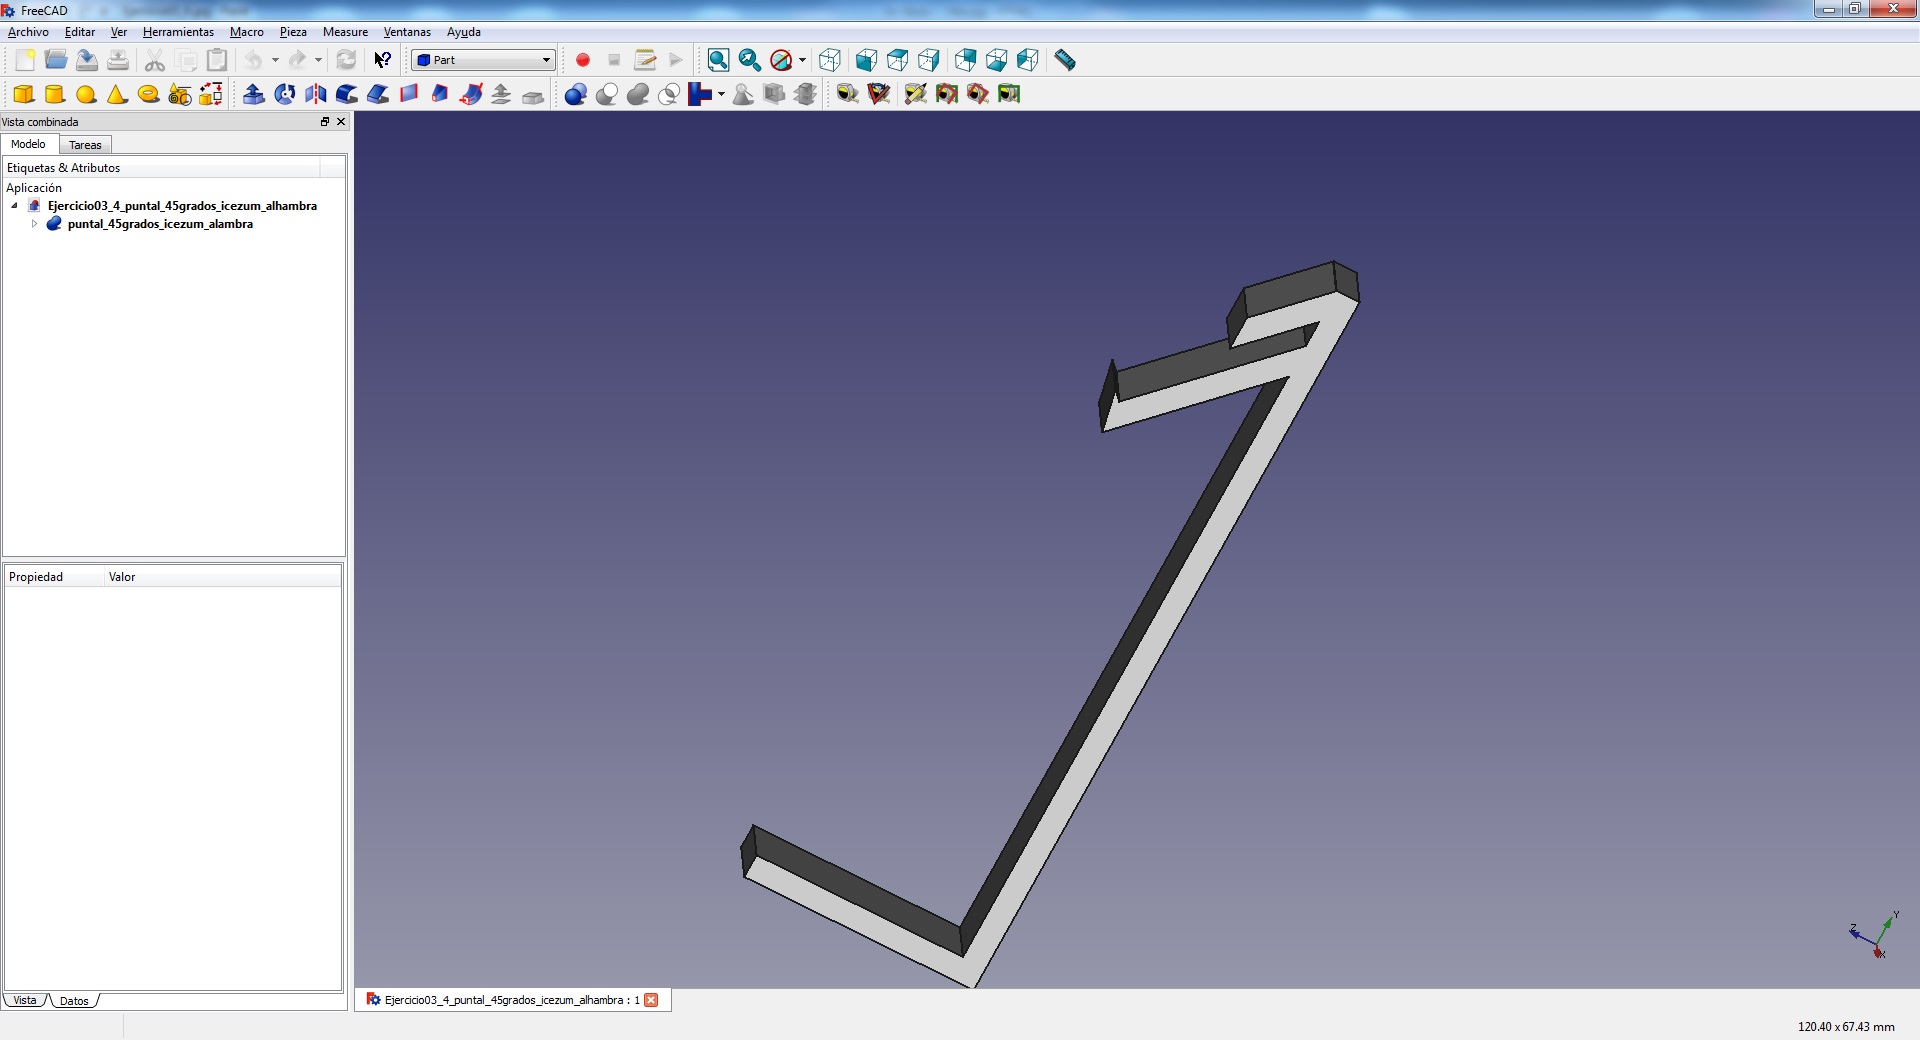 FreeCAD
Archivo Editar Ver Herramientas Macro Pieza Measure Ventanas Ayuda
Part
Vista combinada
Modelo Tareas
Etiquetas & Atributos
Aplicación
Ejercicio03_4_puntal_45grados_icezum_alhambra
puntal_45grados_icezum_alambra
Propiedad Valor
Z
Y
X
Vista Datos
Ejercicio03_4_puntal_45grados_icezum_alhambra : 1
120.40 x 67.43 mm